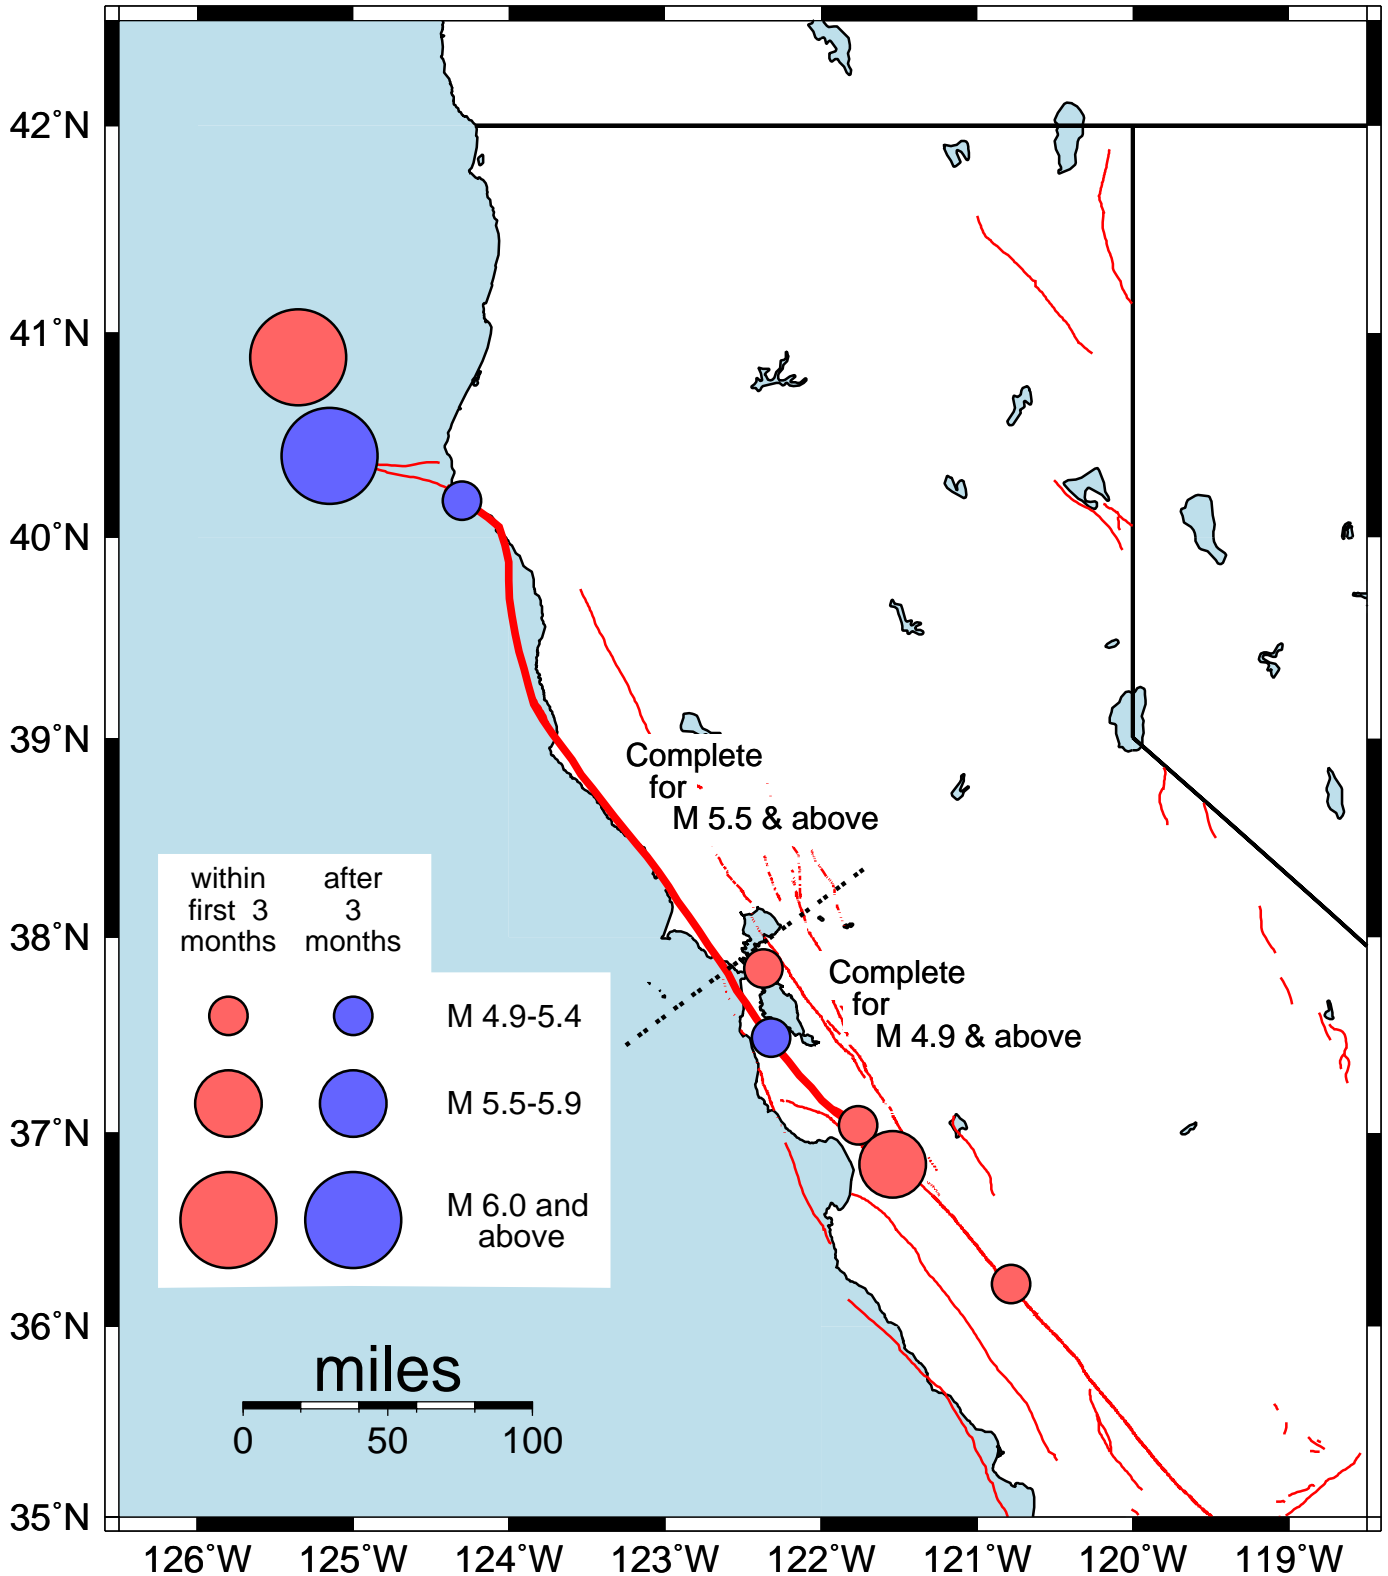 42°N
41°N
40°N
39°N
38°N
37°N
36°N
35°N
Complete
for
M 5.5 & above
Complete
for
M 4.9 & above
within
first 3
months
after
3
months
M 4.9-5.4
M 5.5-5.9
M 6.0 and
above
miles
0 50 100
126°W 125°W 124°W 123°W 122°W 121°W 120°W 119°W